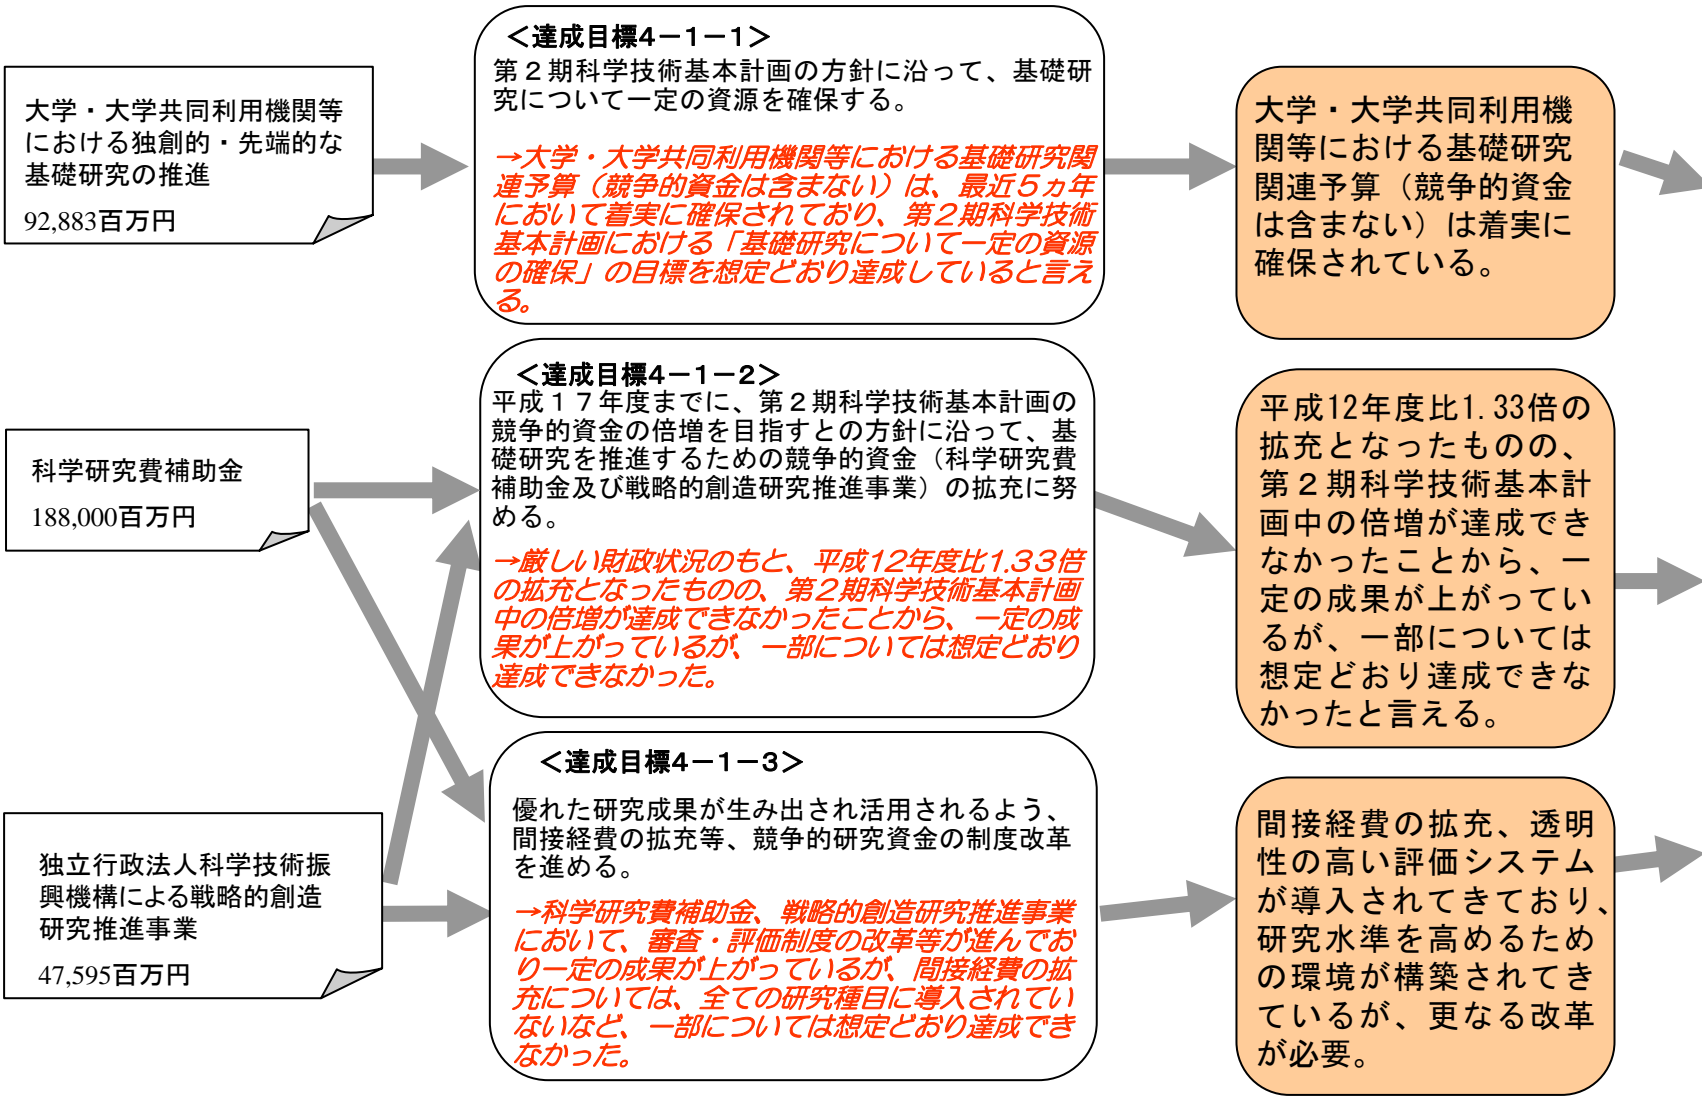 大学・大学共同利用機関等
における独創的・先端的な
基礎研究の推進
92,883百万円
＜達成目標4－1－1＞
第２期科学技術基本計画の方針に沿って、基礎研
究について一定の資源を確保する。
→大学・大学共同利用機関等における基礎研究関
連予算（競争的資金は含まない）は、最近５ヵ年
において着実に確保されており、第２期科学技術
基本計画における「基礎研究について一定の資源
の確保」の目標を想定どおり達成していると言え
る。
大学・大学共同利用機
関等における基礎研究
関連予算（競争的資金
は含まない）は着実に
確保されている。
科学研究費補助金
188,000百万円
＜達成目標4－1－2＞
平成１７年度までに、第２期科学技術基本計画の
競争的資金の倍増を目指すとの方針に沿って、基
礎研究を推進するための競争的資金（科学研究費
補助金及び戦略的創造研究推進事業）の拡充に努
める。
→厳しい財政状況のもと、平成12年度比1.33倍
の拡充となったものの、第２期科学技術基本計画
中の倍増が達成できなかったことから、一定の成
果が上がっているが、一部については想定どおり
達成できなかった。
平成12年度比1.33倍の
拡充となったものの、
第２期科学技術基本計
画中の倍増が達成でき
なかったことから、一
定の成果が上がってい
るが、一部については
想定どおり達成できな
かったと言える。
独立行政法人科学技術振
興機構による戦略的創造
研究推進事業
47,595百万円
＜達成目標4－1－3＞
優れた研究成果が生み出され活用されるよう、
間接経費の拡充等、競争的研究資金の制度改革
を進める。
→科学研究費補助金、戦略的創造研究推進事業
において、審査・評価制度の改革等が進んでお
り一定の成果が上がっているが、間接経費の拡
充については、全ての研究種目に導入されてい
ないなど、一部については想定どおり達成でき
なかった。
間接経費の拡充、透明
性の高い評価システム
が導入されてきており、
研究水準を高めるため
の環境が構築されてき
ているが、更なる改革
が必要。